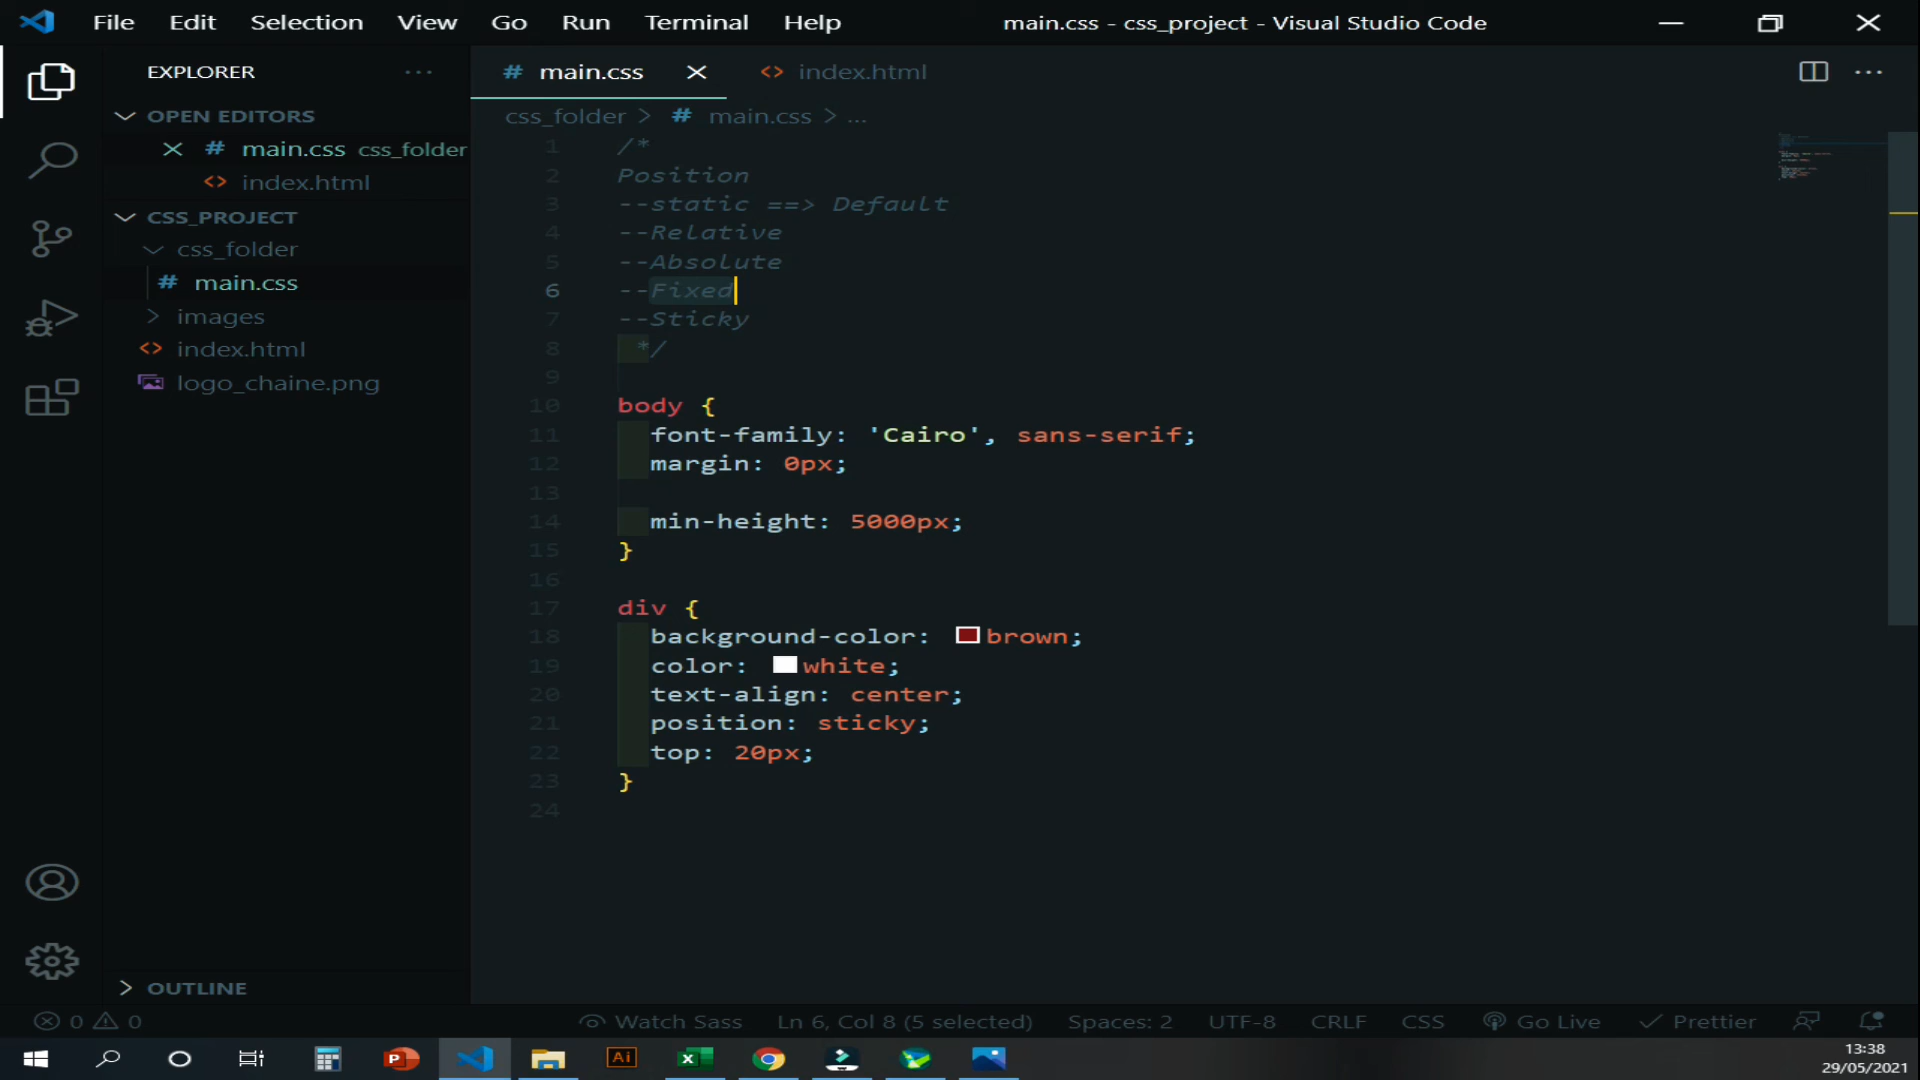 File Edit Selection View Go Run Terminal Help main.css - css_project - Visual Studio Code
EXPLORER
OPEN EDITORS
main.css css_folder
index.html
CSS_PROJECT
css_folder
main.css
images
index.html
logo_chaine.png
OUTLINE
main.css index.html
css_folder > # main.css > ...
1 /*
2 Position
3 --static ==> Default
4 --Relative
5 --Absolute
6 --Fixed
7 --Sticky
8 */
9
10 body {
11 font-family: 'Cairo', sans-serif;
12 margin: 0px;
13
14 min-height: 5000px;
15 }
16
17 div {
18 background-color: brown;
19 color: white;
20 text-align: center;
21 position: sticky;
22 top: 20px;
23 }
24
0 0 Watch Sass Ln 6, Col 8 (5 selected) Spaces: 2 UTF-8 CRLF CSS Go Live Prettier
P Ai X
13:38
29/05/2021